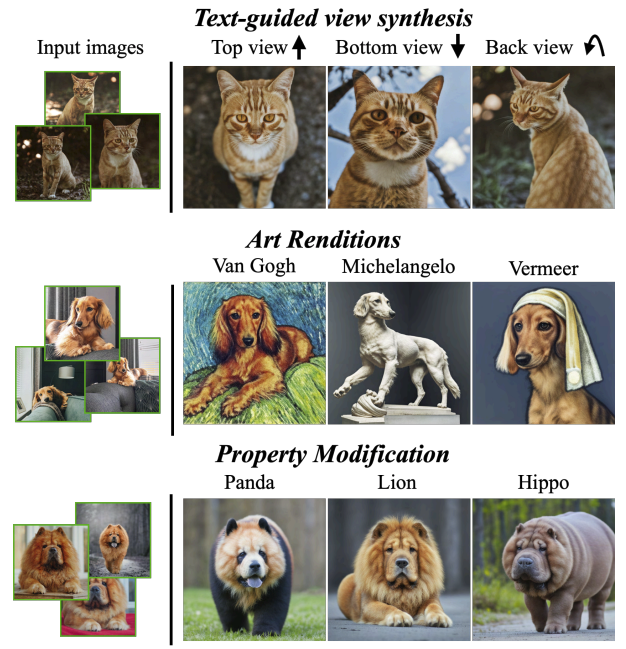 Text-guided view synthesis
Input images
Top view
Bottom view
Back view
Art Renditions
Van Gogh
Michelangelo
Vermeer
Property Modification
Panda
Lion
Hippo